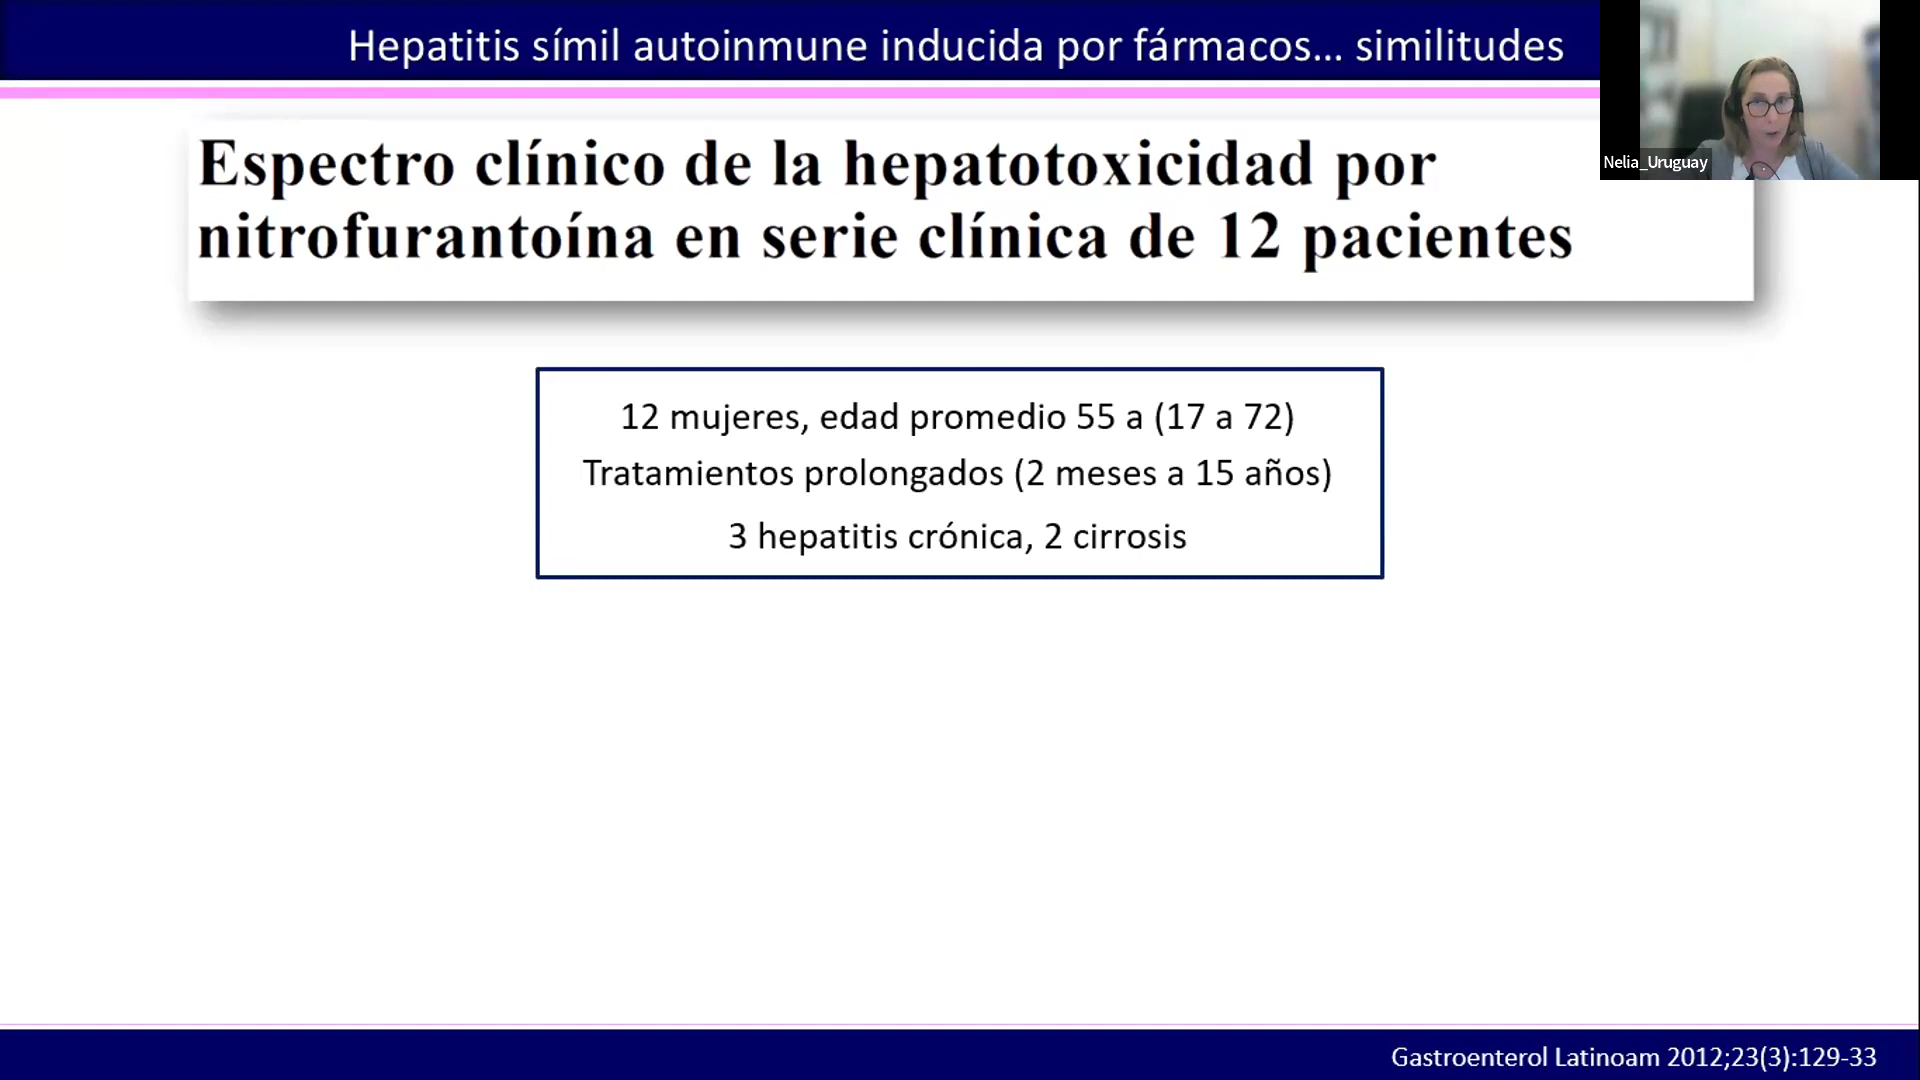 Hepatitis símil autoinmune inducida por fármacos... similitudes
Nelia_Uruguay
Espectro clínico de la hepatotoxicidad por
nitrofurantoína en serie clínica de 12 pacientes
12 mujeres, edad promedio 55 a (17 a 72)
Tratamientos prolongados (2 meses a 15 años)
3 hepatitis crónica, 2 cirrosis
Gastroenterol Latinoam 2012;23(3):129-33